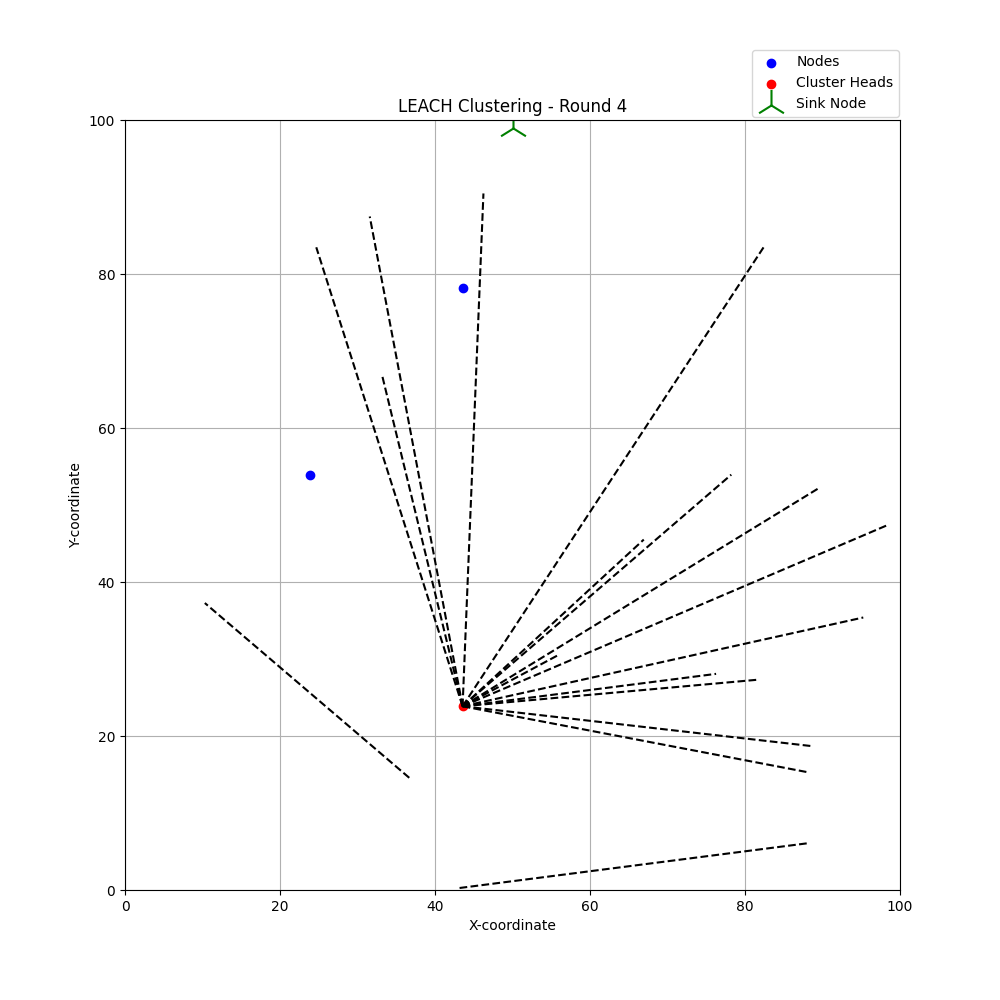 Nodes
Cluster Heads
Sink Node
LEACH Clustering - Round 4
100
80
60
40
20
0
Y-coordinate
0 20 40 60 80 100
X-coordinate